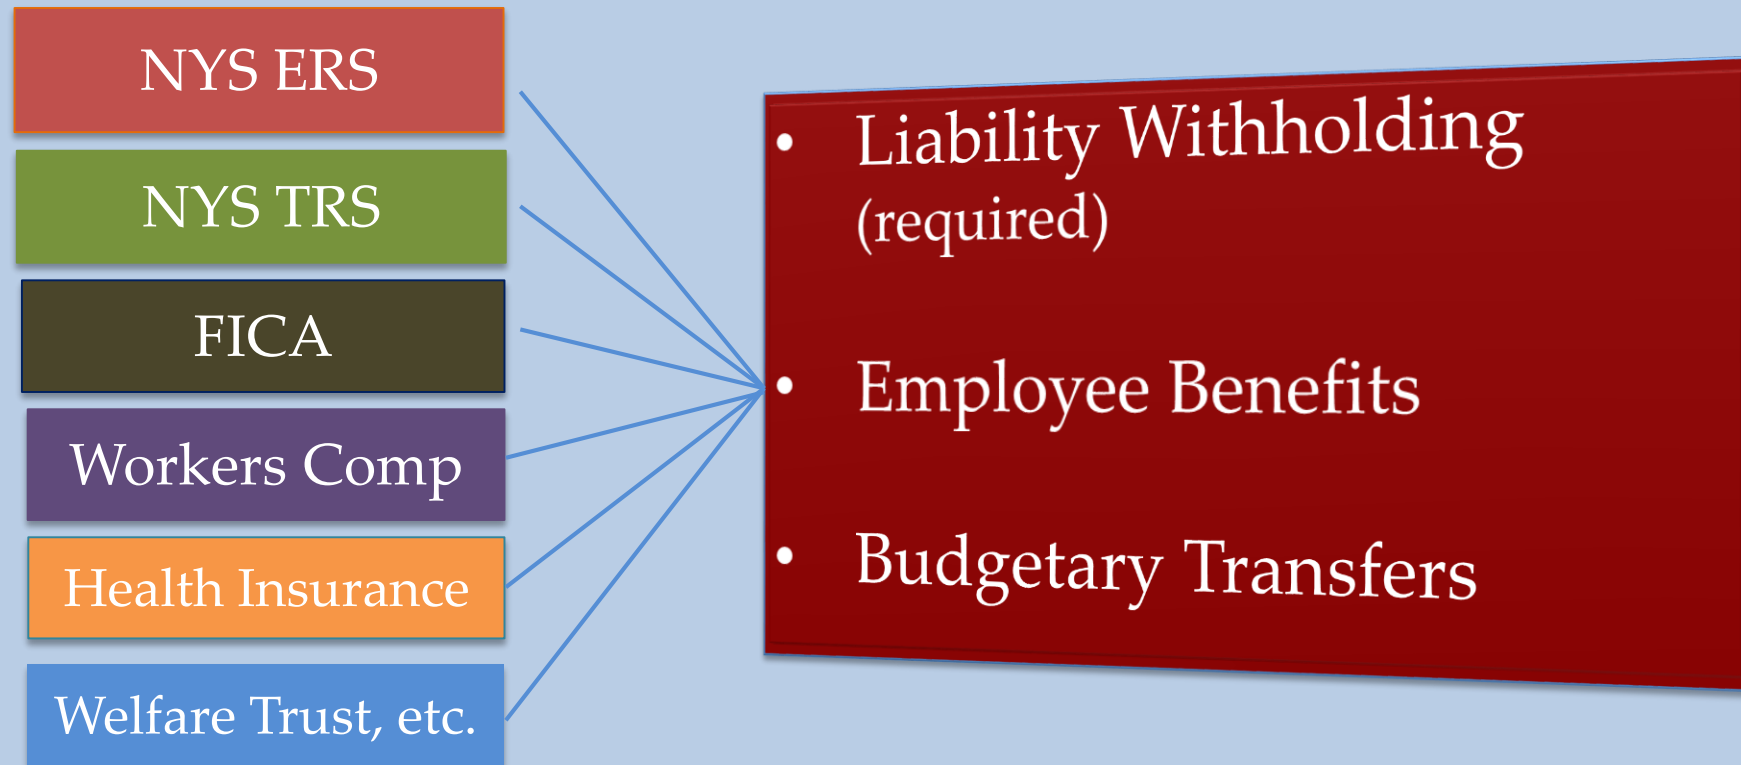 NYS ERS
NYS TRS
FICA
Workers Comp
Health Insurance
Welfare Trust, etc.
• Liability Withholding
(required)
• Employee Benefits
• Budgetary Transfers